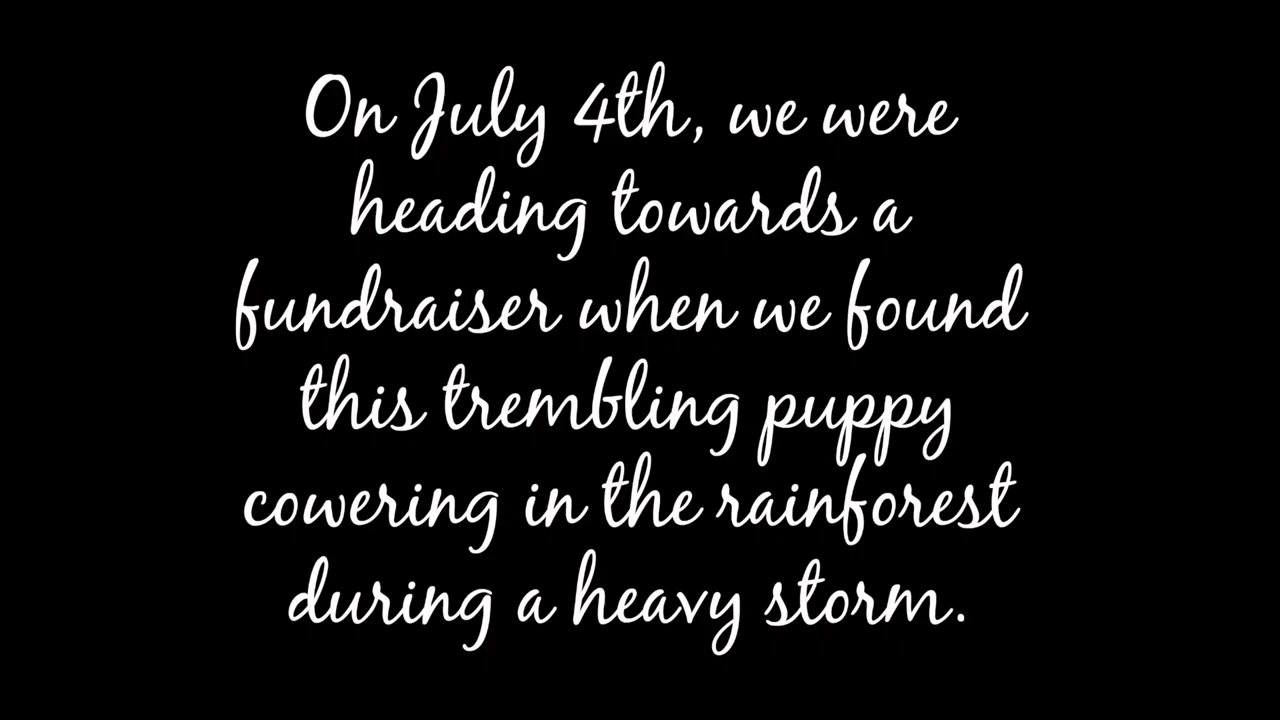 On July 4th, we were
heading towards a
fundraiser when we found
this trembling puppy
cowering in the rainforest
during a heavy storm.